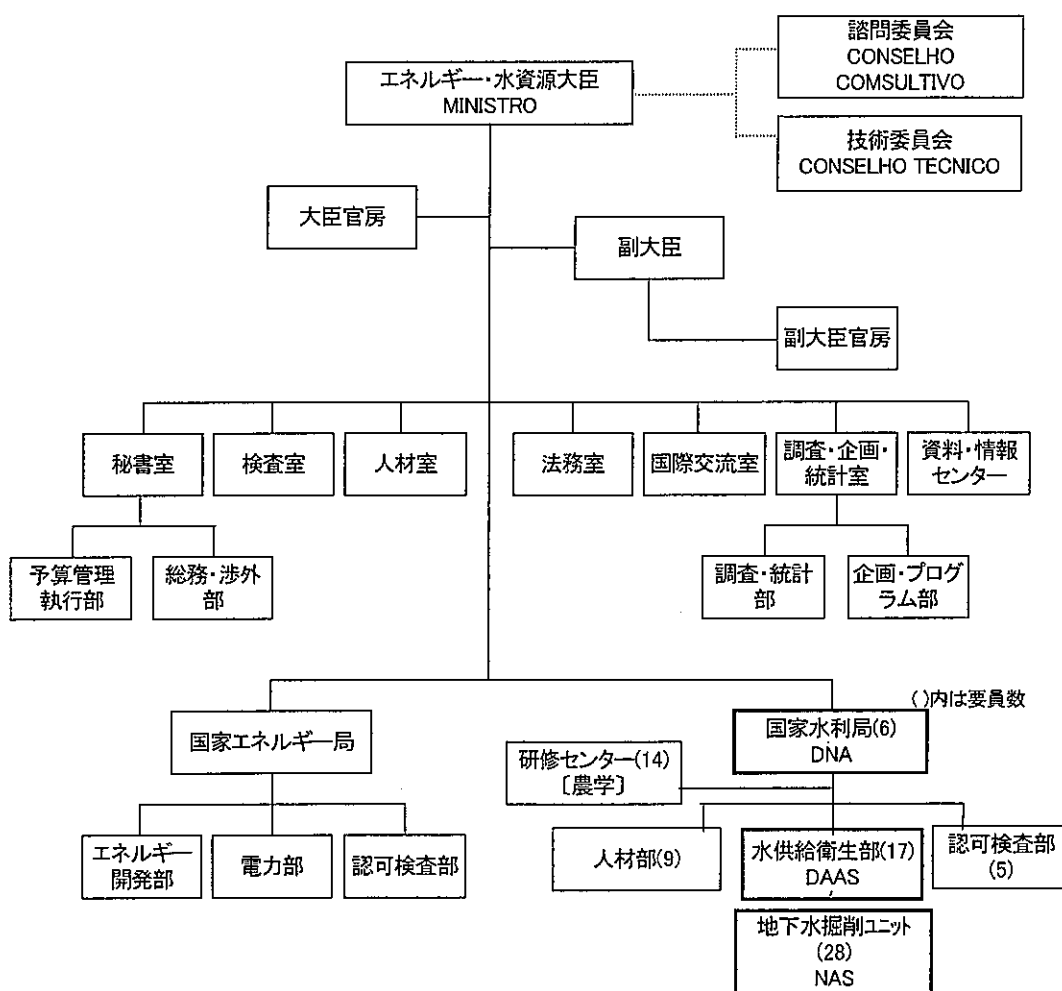 諮問委員会
CONSELHO
COMSULTIVO
エネルギー・水資源大臣
MINISTRO
技術委員会
CONSELHO TECNICO
大臣官房
副大臣
副大臣官房
秘書室
検査室
人材室
法務室
国際交流室
調査・企画・
統計室
資料・情報
センター
予算管理
執行部
総務・渉外
部
調査・統計
部
企画・プログ
ラム部
( )内は要員数
国家エネルギー局
国家水利局(6)
DNA
研修センター(14)
〔農学〕
エネルギー
開発部
電力部
認可検査部
人材部(9)
水供給衛生部(17)
DAAS
認可検査部
(5)
地下水掘削ユニット
(28)
NAS